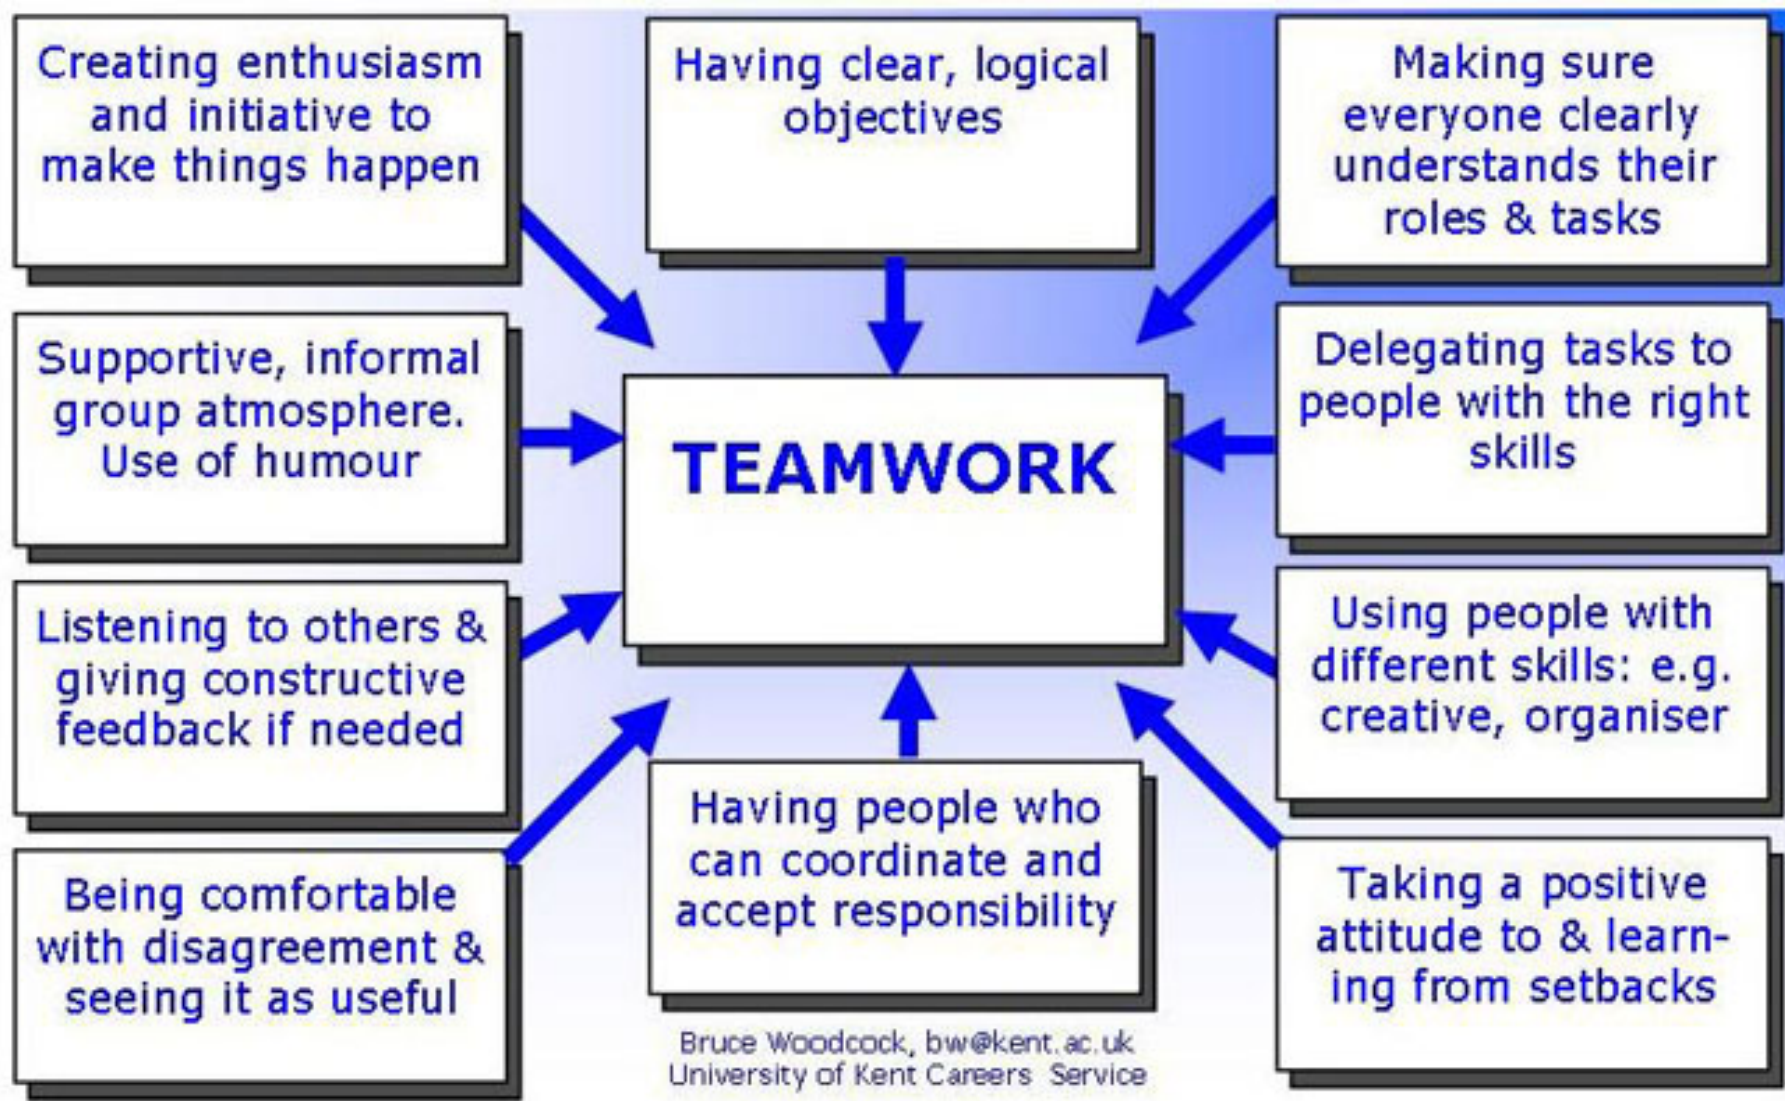 Creating enthusiasm
and initiative to
make things happen
Having clear, logical
objectives
Making sure
everyone clearly
understands their
roles & tasks
Supportive, informal
group atmosphere.
Use of humour
TEAMWORK
Delegating tasks to
people with the right
skills
Listening to others &
giving constructive
feedback if needed
Using people with
different skills: e.g.
creative, organiser
Being comfortable
with disagreement &
seeing it as useful
Having people who
can coordinate and
accept responsibility
Taking a positive
attitude to & learn-
ing from setbacks
Bruce Woodcock, bw@kent.ac.uk
University of Kent Careers Service